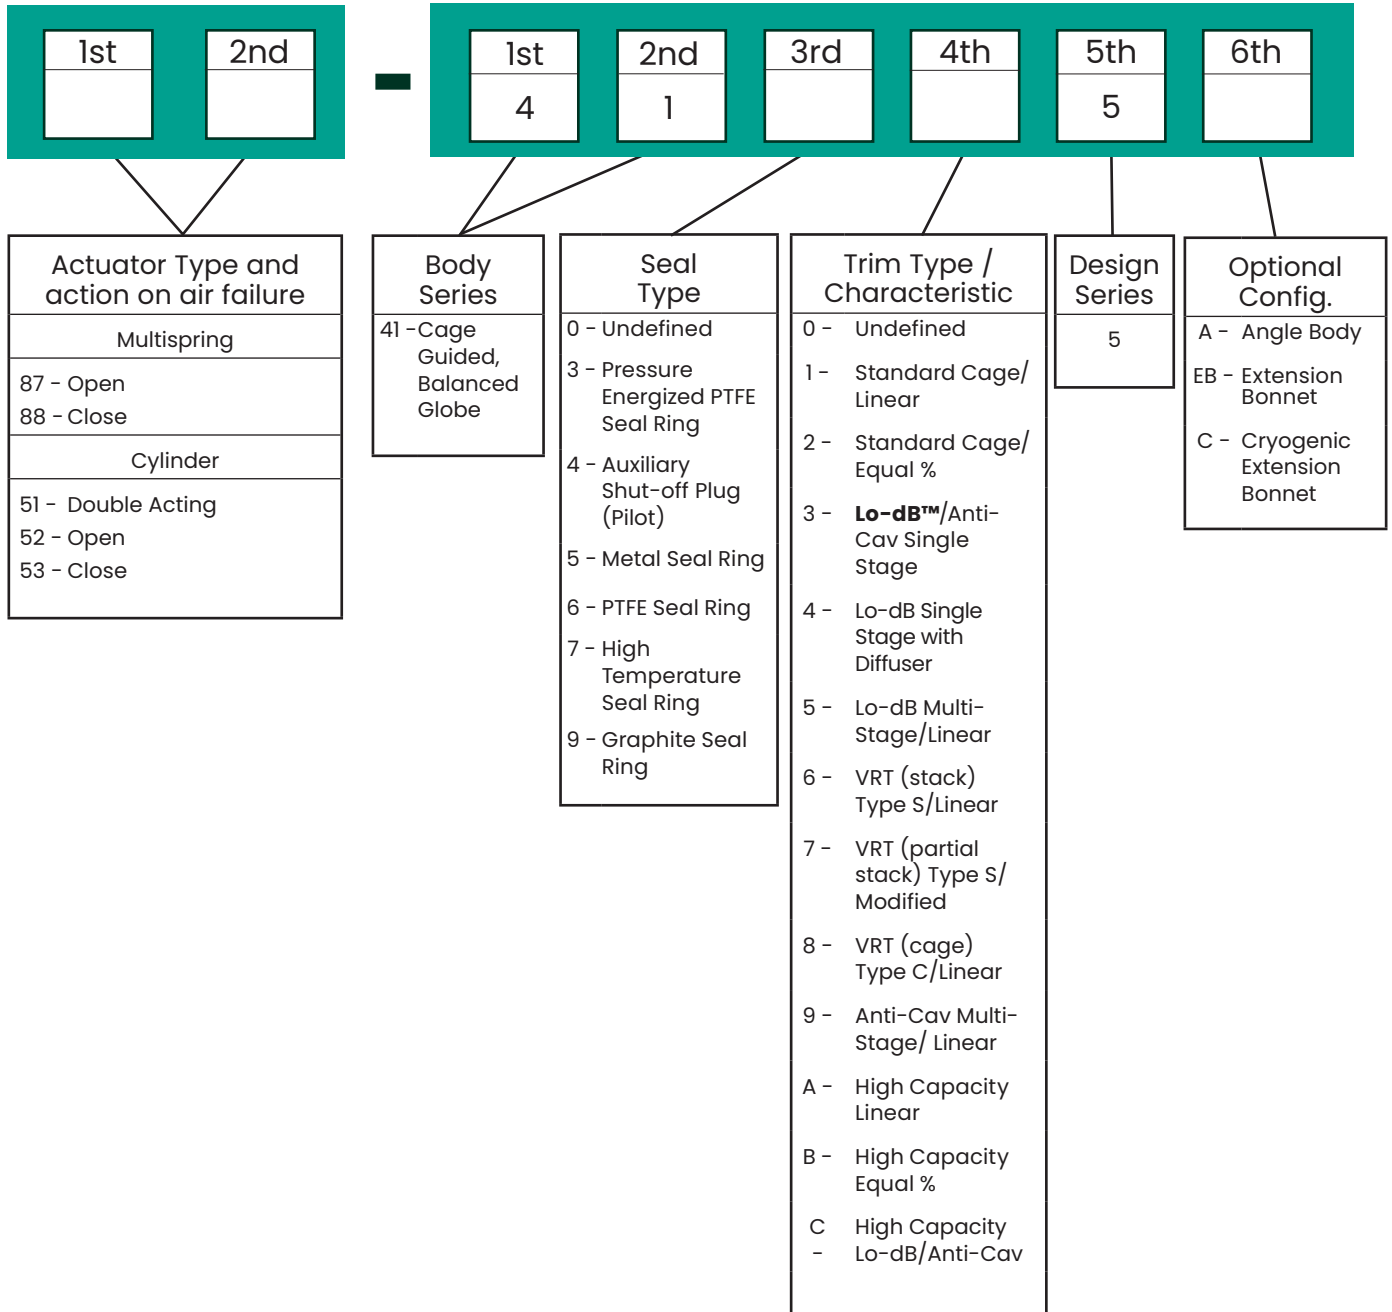 1st 2nd - 1st 2nd 3rd 4th 5th 6th
4 1 5
Actuator Type and
action on air failure
Multispring
87 - Open
88 - Close
Cylinder
51 - Double Acting
52 - Open
53 - Close
Body
Series
41 - Cage
Guided,
Balanced
Globe
Seal
Type
0 - Undefined
3 - Pressure
Energized PTFE
Seal Ring
4 - Auxiliary
Shut-off Plug
(Pilot)
5 - Metal Seal Ring
6 - PTFE Seal Ring
7 - High
Temperature
Seal Ring
9 - Graphite Seal
Ring
Trim Type /
Characteristic
0 - Undefined
1 - Standard Cage/
Linear
2 - Standard Cage/
Equal %
3 - Lo-dB™/Anti-
Cav Single
Stage
4 - Lo-dB Single
Stage with
Diffuser
5 - Lo-dB Multi-
Stage/Linear
6 - VRT (stack)
Type S/Linear
7 - VRT (partial
stack) Type S/
Modified
8 - VRT (cage)
Type C/Linear
9 - Anti-Cav Multi-
Stage/ Linear
A - High Capacity
Linear
B - High Capacity
Equal %
C High Capacity
- Lo-dB/Anti-Cav
Design
Series
5
Optional
Config.
A - Angle Body
EB - Extension
Bonnet
C - Cryogenic
Extension
Bonnet